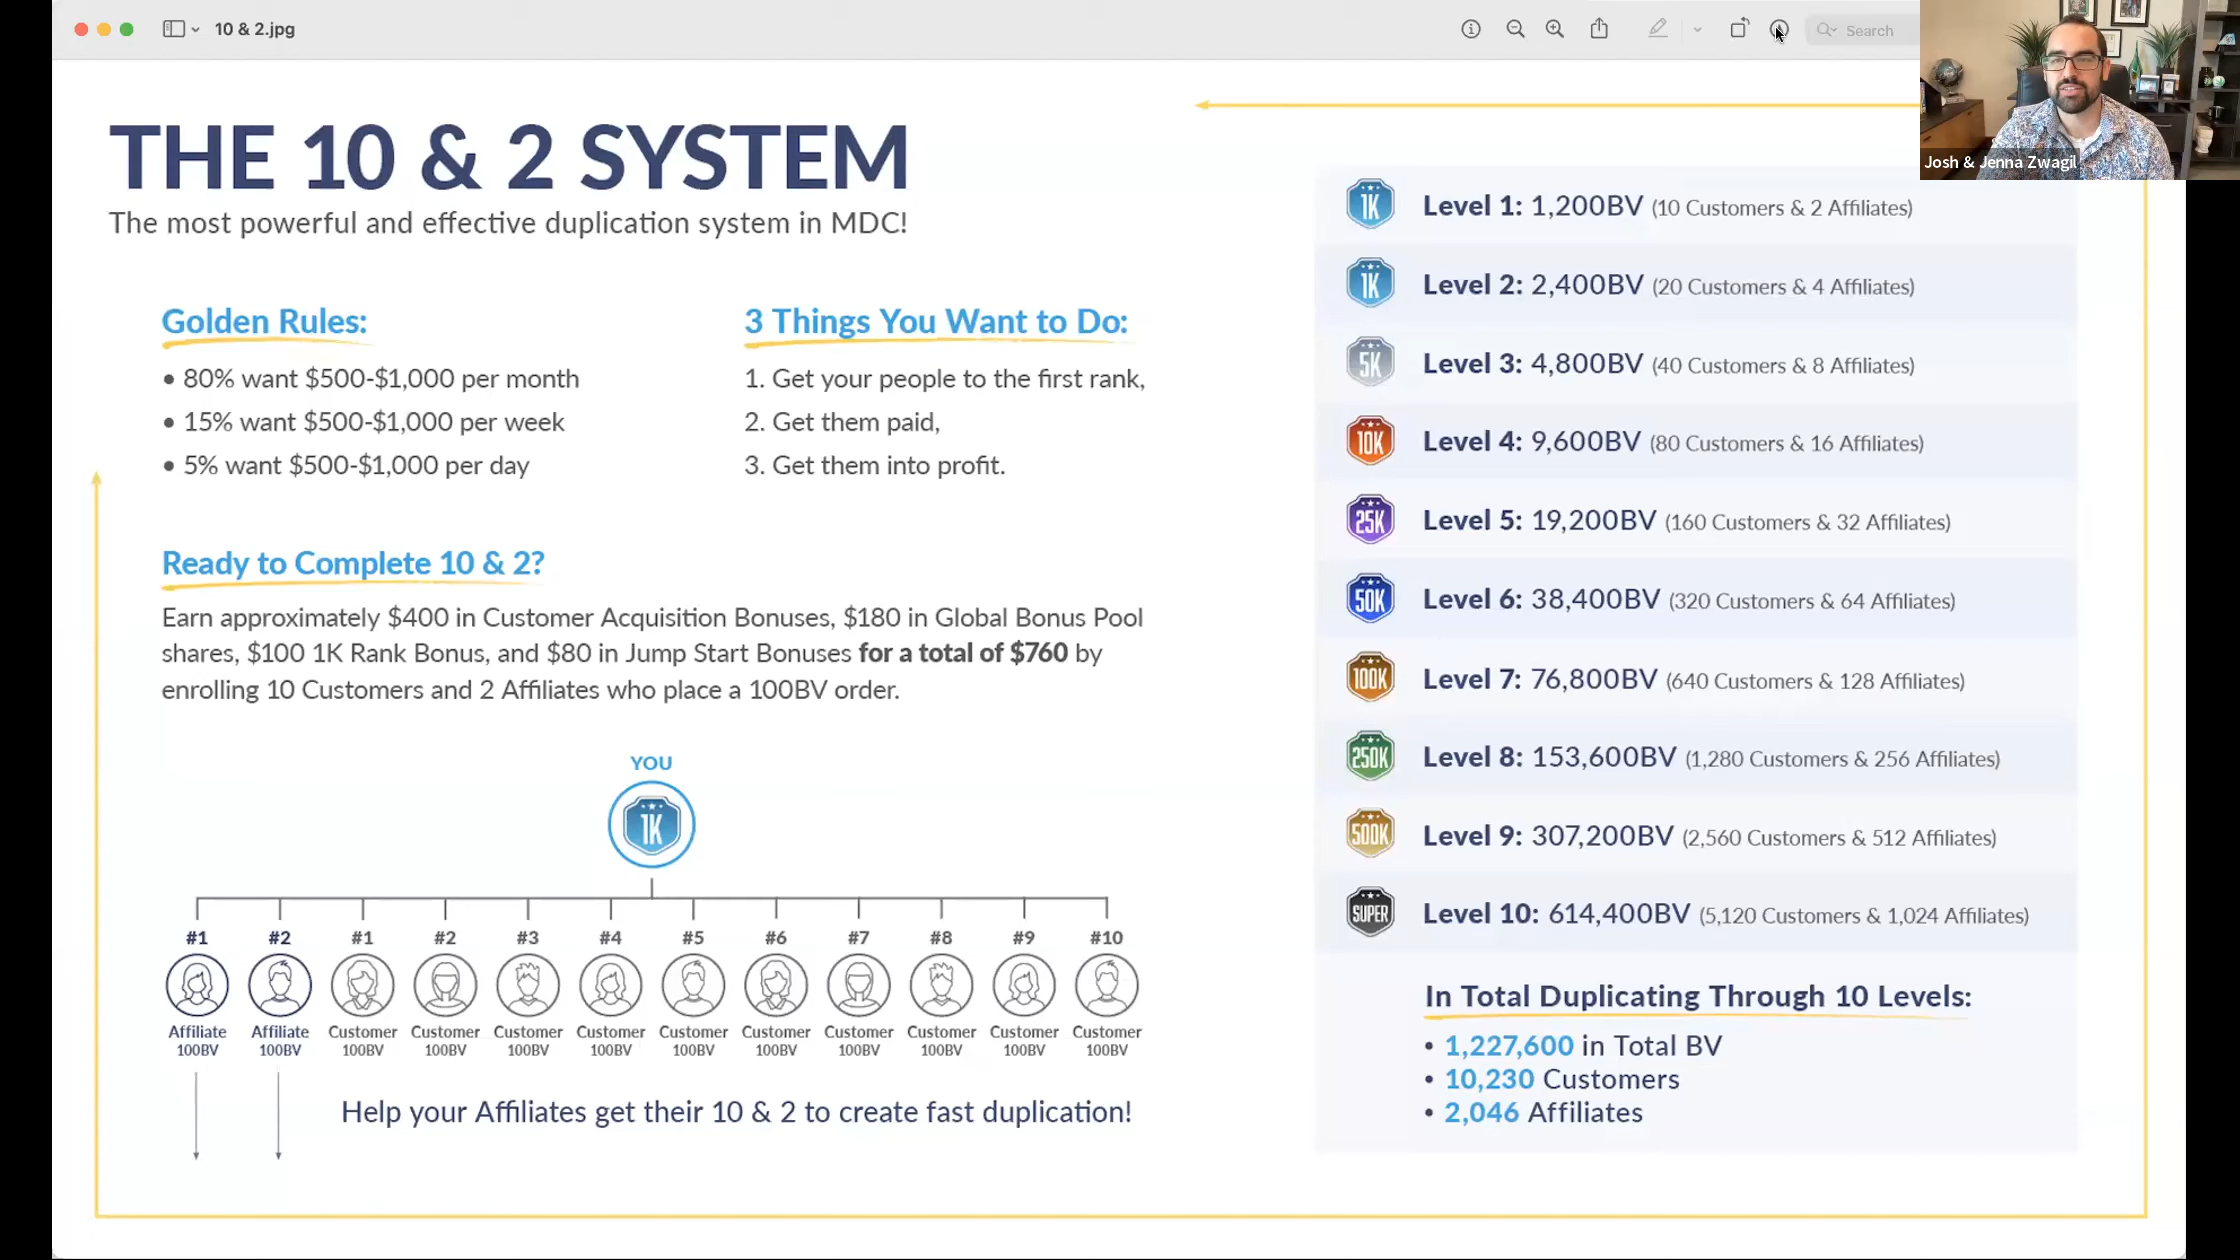 10 & 2.jpg
Search
Josh & Jenna Zwagil
THE 10 & 2 SYSTEM
The most powerful and effective duplication system in MDC!
Golden Rules:
• 80% want $500-$1,000 per month
• 15% want $500-$1,000 per week
• 5% want $500-$1,000 per day
3 Things You Want to Do:
1. Get your people to the first rank,
2. Get them paid,
3. Get them into profit.
Ready to Complete 10 & 2?
Earn approximately $400 in Customer Acquisition Bonuses, $180 in Global Bonus Pool
shares, $100 1K Rank Bonus, and $80 in Jump Start Bonuses for a total of $760 by
enrolling 10 Customers and 2 Affiliates who place a 100BV order.
YOU
1K
#1 #2 #1 #2 #3 #4 #5 #6 #7 #8 #9 #10
Affiliate Affiliate Customer Customer Customer Customer Customer Customer Customer Customer Customer Customer
100BV 100BV 100BV 100BV 100BV 100BV 100BV 100BV 100BV 100BV 100BV 100BV
Help your Affiliates get their 10 & 2 to create fast duplication!
1K Level 1: 1,200BV (10 Customers & 2 Affiliates)
1K Level 2: 2,400BV (20 Customers & 4 Affiliates)
5K Level 3: 4,800BV (40 Customers & 8 Affiliates)
10K Level 4: 9,600BV (80 Customers & 16 Affiliates)
25K Level 5: 19,200BV (160 Customers & 32 Affiliates)
50K Level 6: 38,400BV (320 Customers & 64 Affiliates)
100K Level 7: 76,800BV (640 Customers & 128 Affiliates)
250K Level 8: 153,600BV (1,280 Customers & 256 Affiliates)
500K Level 9: 307,200BV (2,560 Customers & 512 Affiliates)
SUPER Level 10: 614,400BV (5,120 Customers & 1,024 Affiliates)
In Total Duplicating Through 10 Levels:
• 1,227,600 in Total BV
• 10,230 Customers
• 2,046 Affiliates